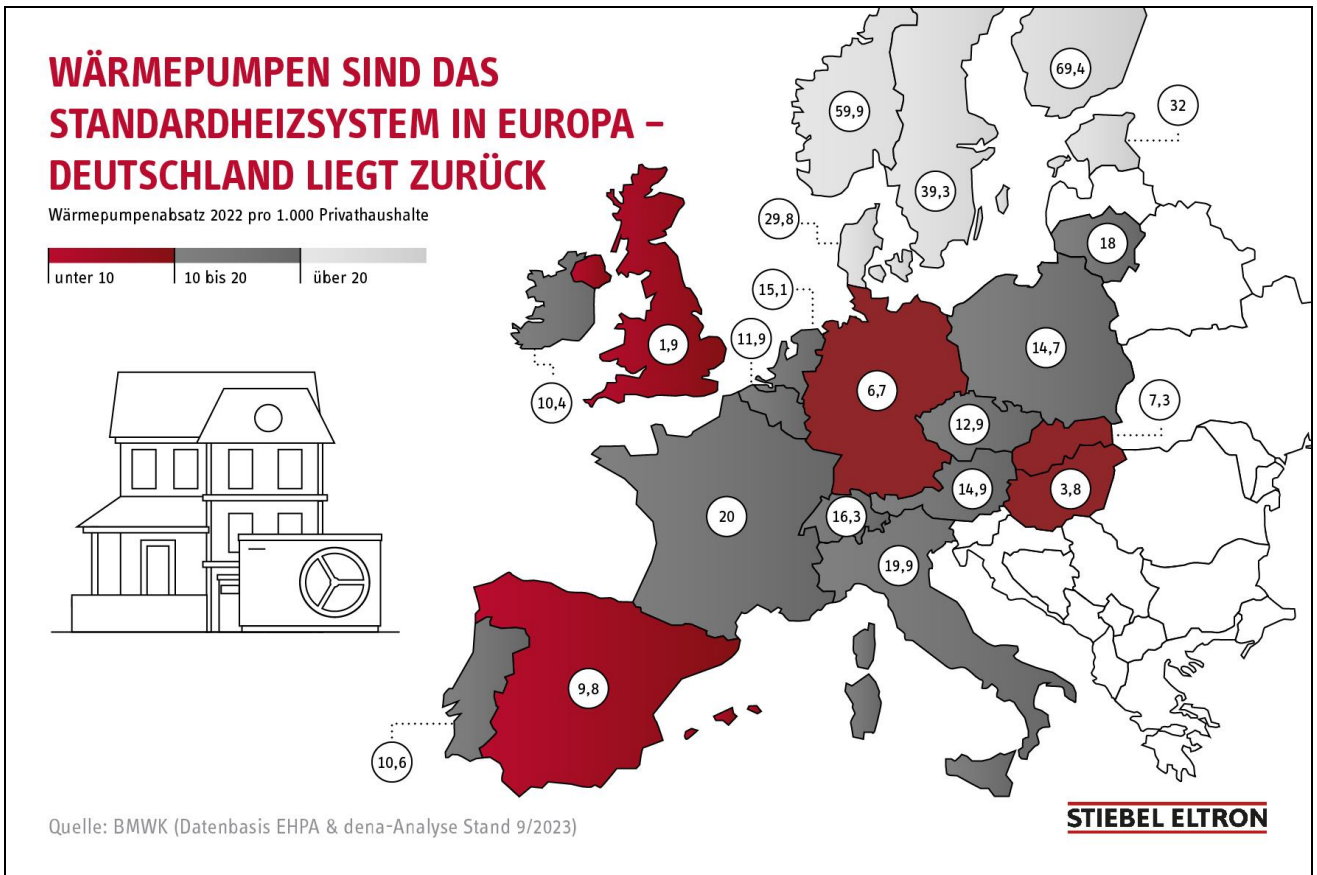 WÄRMEPUMPEN SIND DAS
STANDARDHEIZSYSTEM IN EUROPA –
DEUTSCHLAND LIEGT ZURÜCK
Wärmepumpenabsatz 2022 pro 1.000 Privathaushalte
unter 10
10 bis 20
über 20
69,4
59,9
32
39,3
29,8
18
15,1
11,9
1,9
14,7
6,7
10,4
7,3
12,9
14,9
3,8
20
16,3
19,9
9,8
10,6
Quelle: BMWK (Datenbasis EHPA & dena-Analyse Stand 9/2023)
STIEBEL ELTRON